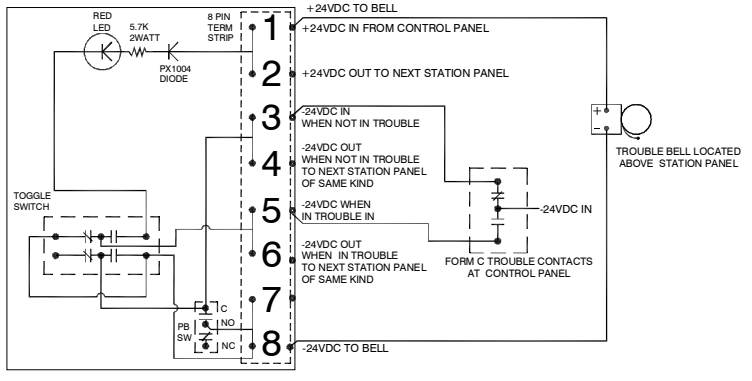 +24VDC TO BELL
RED
LED
5.7K
2WATT
8 PIN
TERM
STRIP
1
+24VDC IN FROM CONTROL PANEL
PX1004
DIODE
2
+24VDC OUT TO NEXT STATION PANEL
3
-24VDC IN
WHEN NOT IN TROUBLE
+
-
TROUBLE BELL LOCATED
ABOVE STATION PANEL
4
-24VDC OUT
WHEN NOT IN TROUBLE
TO NEXT STATION PANEL
OF SAME KIND
TOGGLE
SWITCH
5
-24VDC WHEN
IN TROUBLE IN
-24VDC IN
6
-24VDC OUT
WHEN IN TROUBLE
TO NEXT STATION PANEL
OF SAME KIND
FORM C TROUBLE CONTACTS
AT CONTROL PANEL
7
C
PB
SW
NO
NC
8
-24VDC TO BELL